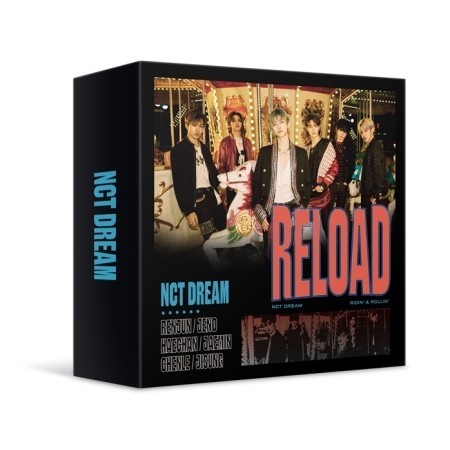 NCT DREAM
RELOAD
NCT DREAM
RIDIN' & ROLLIN'
NCT DREAM
RENJUN / JENO
HAECHAN / JAEMIN
CHENLE / JISUNG